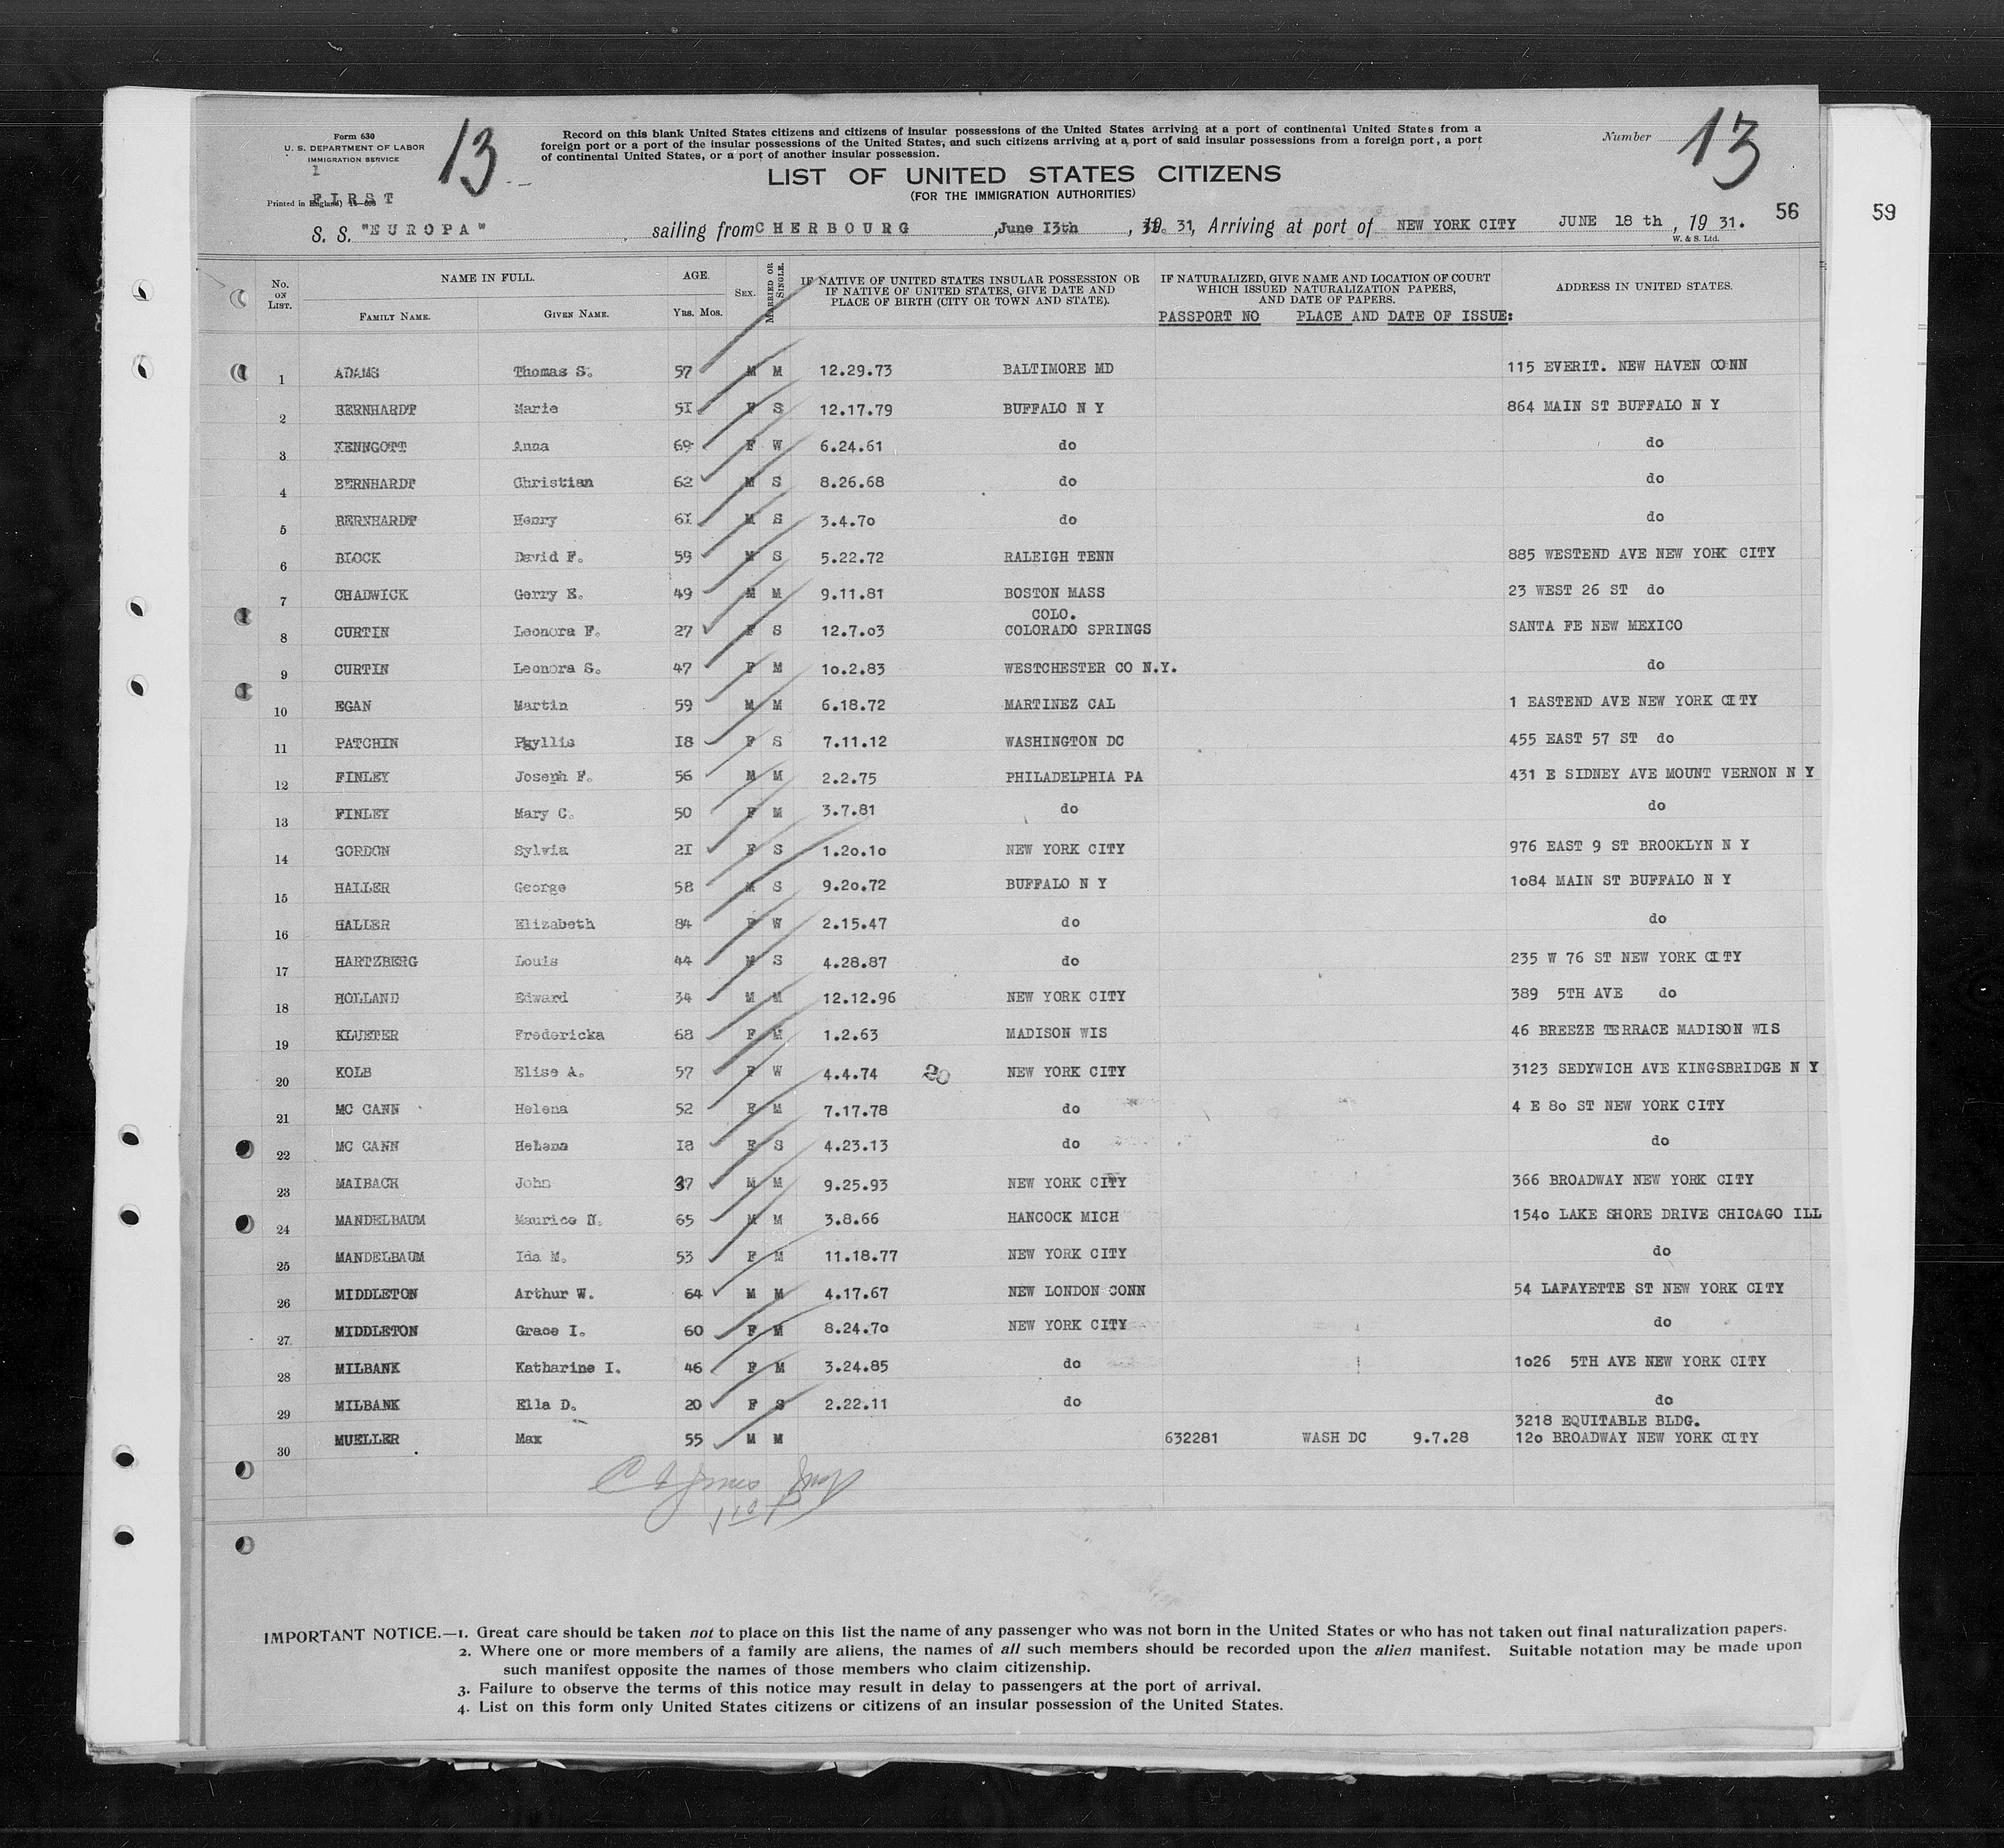 Form 630
U. S. DEPARTMENT OF LABOR
IMMIGRATION SERVICE
1
FIRST
Printed in England)
13
Record on this blank United States citizens and citizens of insular possessions of the United States arriving at a port of continental United States from a
foreign port or a port of the insular possessions of the United States, and such citizens arriving at a port of said insular possessions from a foreign port, a port
of continental United States, or a port of another insular possession.
Number 13
LIST OF UNITED STATES CITIZENS
(FOR THE IMMIGRATION AUTHORITIES)
56
59
S. S. "EUROPA" sailing from CHERBOURG, June I3th, 19 31, Arriving at port of NEW YORK CITY JUNE 18 th, 19 31.
W. & S. Ltd.
No. ON LIST. NAME IN FULL. FAMILY NAME. GIVEN NAME. AGE. Yrs. Mos. SEX. MARRIED OR SINGLE. IF NATIVE OF UNITED STATES INSULAR POSSESSION OR IF NATIVE OF UNITED STATES, GIVE DATE AND PLACE OF BIRTH (CITY OR TOWN AND STATE). IF NATURALIZED, GIVE NAME AND LOCATION OF COURT WHICH ISSUED NATURALIZATION PAPERS, AND DATE OF PAPERS. ADDRESS IN UNITED STATES.
PASSPORT NO PLACE AND DATE OF ISSUE:
1 ADAMS Thomas S. 57 M M 12.29.73 BALTIMORE MD 115 EVERIT. NEW HAVEN CONN
2 BERNHARDT Marie 5I F S 12.17.79 BUFFALO N Y 864 MAIN ST BUFFALO N Y
3 KENNGOTT Anna 69 F W 6.24.61 do do
4 BERNHARDT Christian 62 M S 8.26.68 do do
5 BERNHARDT Henry 6I M S 3.4.7o do do
6 BLOCK David F. 59 M S 5.22.72 RALEIGH TENN 885 WESTEND AVE NEW YORK CITY
7 CHADWICK Gerry E. 49 M M 9.11.81 BOSTON MASS 23 WEST 26 ST do
COLO.
8 CURTIN Leonora F. 27 F S 12.7.o3 COLORADO SPRINGS SANTA FE NEW MEXICO
9 CURTIN Leonora S. 47 F M 1o.2.83 WESTCHESTER CO N.Y. do
10 EGAN Martin 59 M M 6.18.72 MARTINEZ CAL 1 EASTEND AVE NEW YORK CITY
11 PATCHIN Pgyllis I8 F S 7.11.12 WASHINGTON DC 455 EAST 57 ST do
12 FINLEY Joseph F. 56 M M 2.2.75 PHILADELPHIA PA 431 E SIDNEY AVE MOUNT VERNON N Y
13 FINLEY Mary C. 50 F M 3.7.81 do do
14 GORDON Sylvia 2I F S 1.2o.1o NEW YORK CITY 976 EAST 9 ST BROOKLYN N Y
15 HALLER George 58 M S 9.2o.72 BUFFALO N Y 1o84 MAIN ST BUFFALO N Y
16 HALLER Elizabeth 84 F W 2.15.47 do do
17 HARTZBERG Louis 44 M S 4.28.87 do 235 W 76 ST NEW YORK CITY
18 HOLLAND Edward 34 M M 12.12.96 NEW YORK CITY 389 5TH AVE do
19 KLUETER Fredericka 68 F M 1.2.63 MADISON WIS 46 BREEZE TERRACE MADISON WIS
20 KOLB Elise A. 57 F W 4.4.74 20 NEW YORK CITY 3123 SEDYWICH AVE KINGSBRIDGE N Y
21 MC CANN Helena 52 F M 7.17.78 do 4 E 8o ST NEW YORK CITY
22 MC CANN Helena I8 F S 4.23.13 do do
23 MAIBACH John 37 M M 9.25.93 NEW YORK CITY 366 BROADWAY NEW YORK CITY
24 MANDELBAUM Maurice H. 65 M M 3.8.66 HANCOCK MICH 154o LAKE SHORE DRIVE CHICAGO ILL
25 MANDELBAUM Ida M. 53 F M 11.18.77 NEW YORK CITY do
26 MIDDLETON Arthur W. 64 M M 4.17.67 NEW LONDON CONN 54 LAFAYETTE ST NEW YORK CITY
27 MIDDLETON Grace I. 60 F M 8.24.7o NEW YORK CITY do
28 MILBANK Katharine I. 46 F M 3.24.85 do 1o26 5TH AVE NEW YORK CITY
29 MILBANK Ella D. 20 F S 2.22.11 do do
3218 EQUITABLE BLDG.
30 MUELLER Max 55 M M 632281 WASH DC 9.7.28 12o BROADWAY NEW YORK CITY
IMPORTANT NOTICE.—1. Great care should be taken not to place on this list the name of any passenger who was not born in the United States or who has not taken out final naturalization papers.
2. Where one or more members of a family are aliens, the names of all such members should be recorded upon the alien manifest. Suitable notation may be made upon
such manifest opposite the names of those members who claim citizenship.
3. Failure to observe the terms of this notice may result in delay to passengers at the port of arrival.
4. List on this form only United States citizens or citizens of an insular possession of the United States.